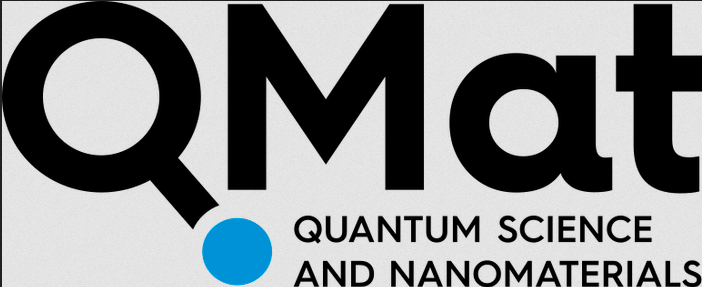 QMat
QUANTUM SCIENCE
AND NANOMATERIALS